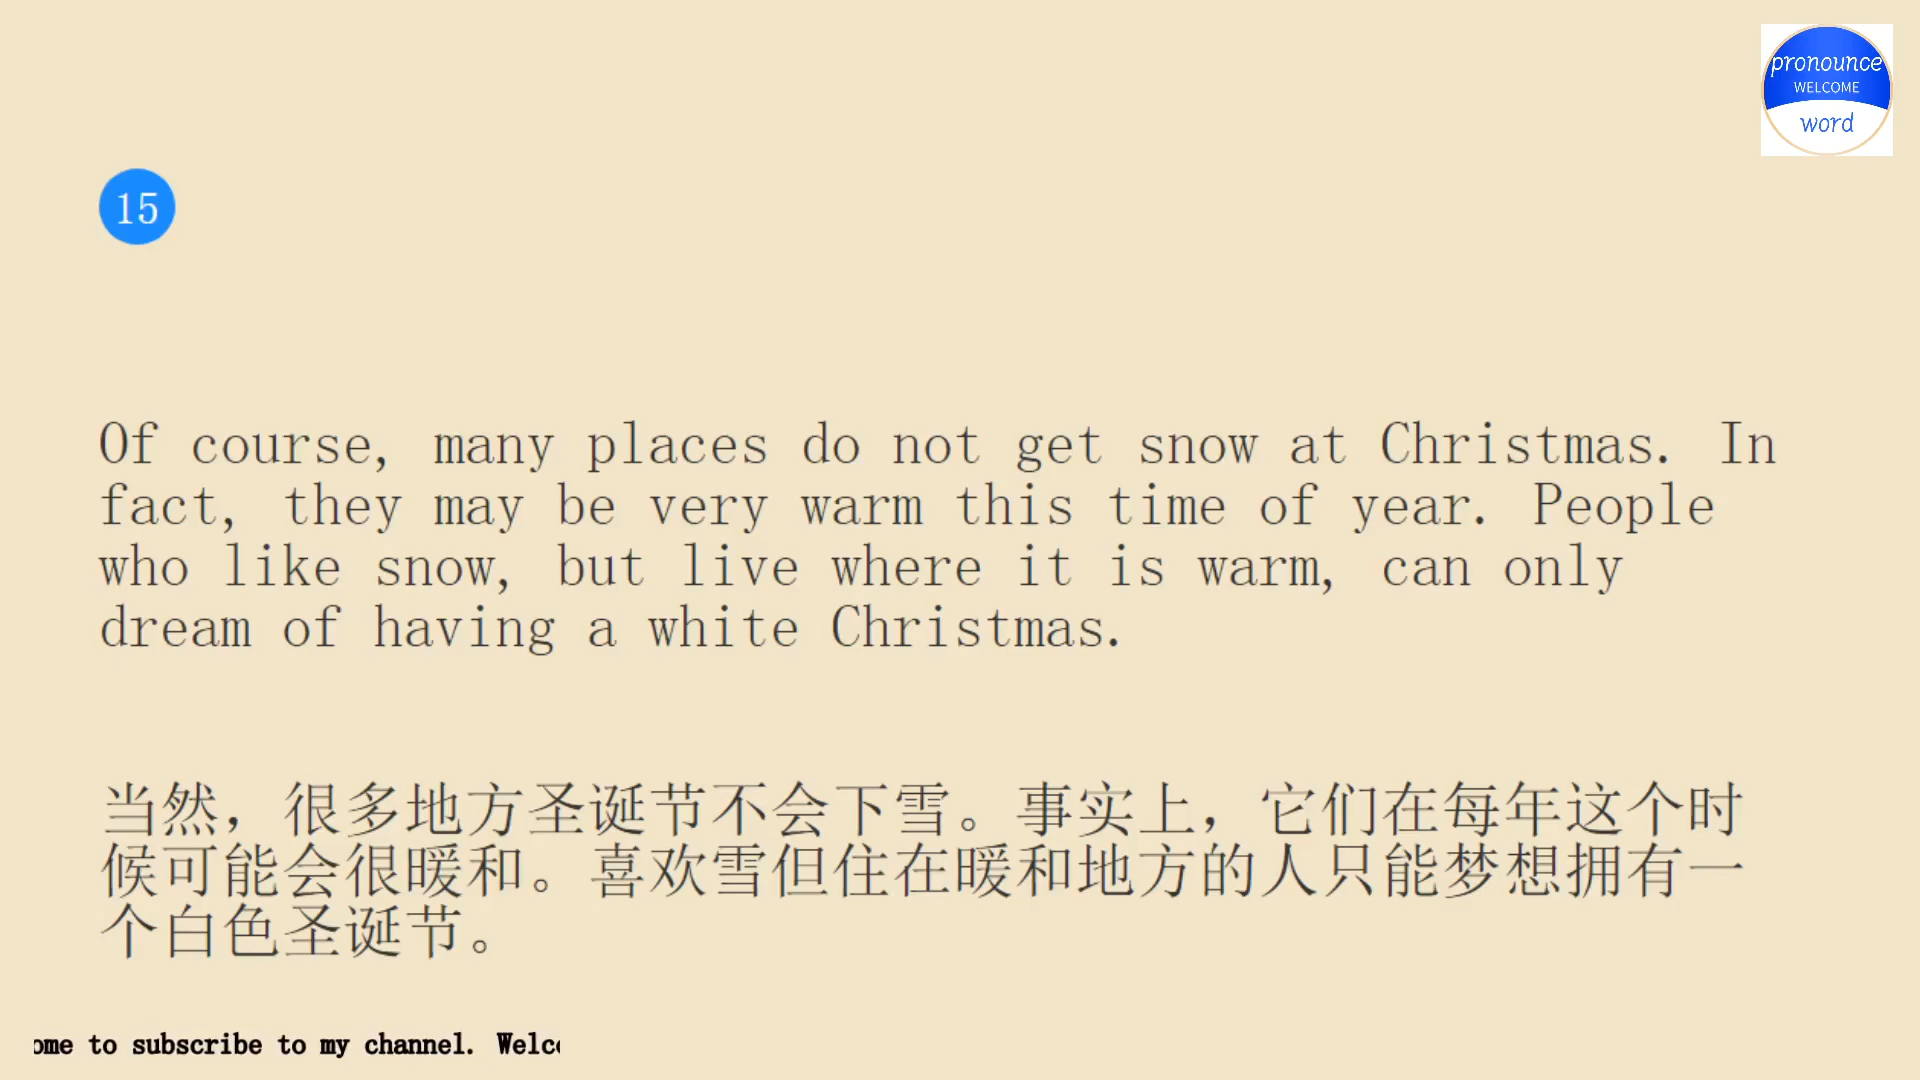 pronounce
WELCOME
word
15
Of course, many places do not get snow at Christmas. In
fact, they may be very warm this time of year. People
who like snow, but live where it is warm, can only
dream of having a white Christmas.
当然，很多地方圣诞节不会下雪。事实上，它们在每年这个时
候可能会很暖和。喜欢雪但住在暖和地方的人只能梦想拥有一
个白色圣诞节。
ome to subscribe to my channel. Welc